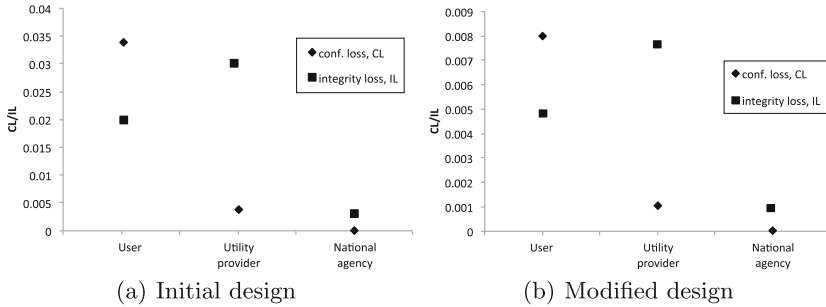 0.04
0.035
0.03
0.025
0.02
0.015
0.01
0.005
0
CL/IL
conf. loss, CL
integrity loss, IL
User
Utility provider
National agency
(a) Initial design
0.009
0.008
0.007
0.006
0.005
0.004
0.003
0.002
0.001
0
CL/IL
conf. loss, CL
integrity loss, IL
User
Utility provider
National agency
(b) Modified design